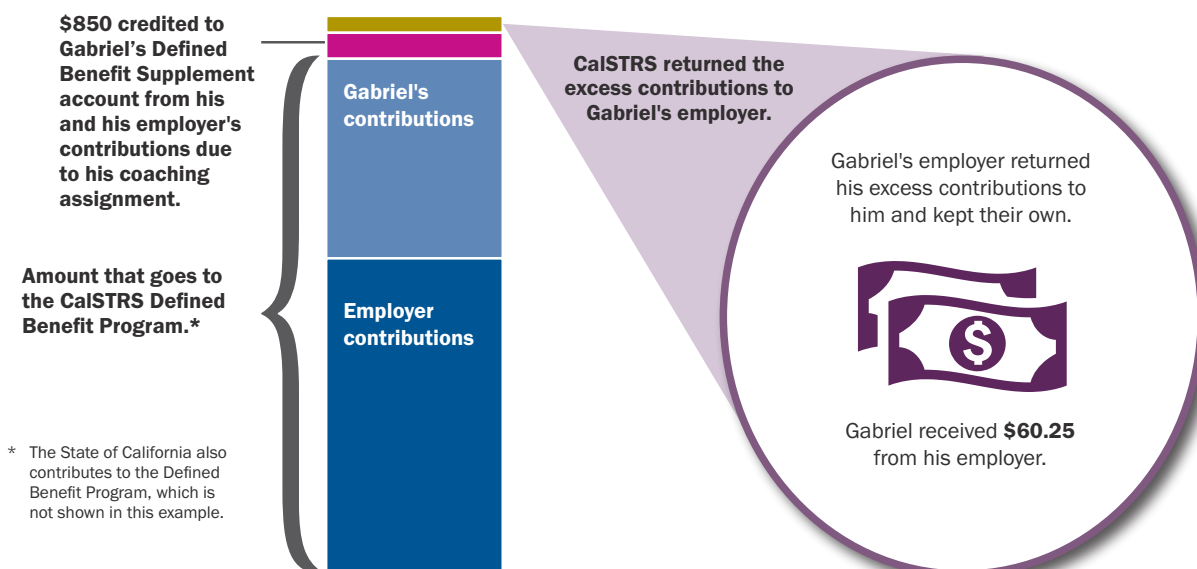 $850 credited to
Gabriel’s Defined
Benefit Supplement
account from his
and his employer's
contributions due
to his coaching
assignment.
Amount that goes to
the CalSTRS Defined
Benefit Program.*
* The State of California also
contributes to the Defined
Benefit Program, which is
not shown in this example.
Gabriel's
contributions
Employer
contributions
CalSTRS returned the
excess contributions to
Gabriel's employer.
Gabriel's employer returned
his excess contributions to
him and kept their own.
$
Gabriel received $60.25
from his employer.